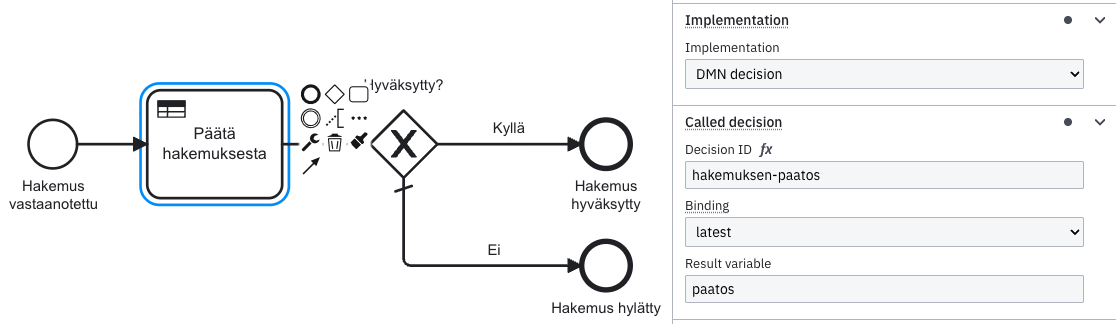 Hakemus
vastaanotettu
Päätä
hakemuksesta
Hyväksytty?
Kyllä
Ei
Hakemus
hyväksytty
Hakemus hylätty
Implementation
Implementation
DMN decision
Called decision
Decision ID fx
hakemuksen-paatos
Binding
latest
Result variable
paatos